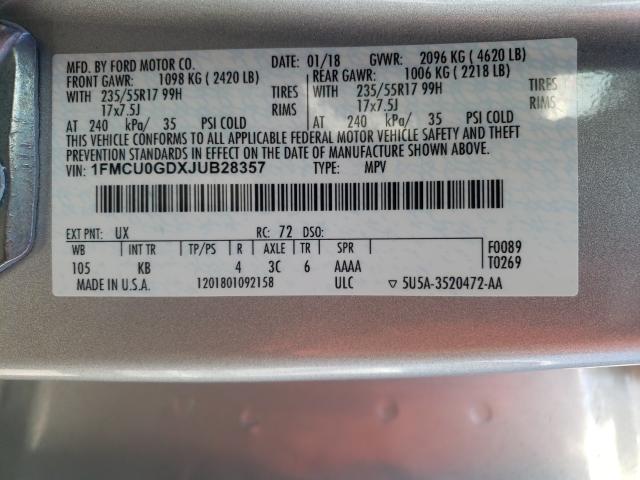 MFD. BY FORD MOTOR CO. 01/18 GVWR: 2096 KG ( 4620 LB)
FRONT GAWR: 1098 KG ( 2420 LB) REAR GAWR: 1006 KG ( 2218 LB)
WITH 235/55R17 99H TIRES WITH 235/55R17 99H TIRES
17x7.5J RIMS 17x7.5J RIMS
AT 240 kPa/ 35 PSI COLD AT 240 kPa/ 35 PSI COLD
THIS VEHICLE CONFORMS TO ALL APPLICABLE FEDERAL MOTOR VEHICLE SAFETY AND THEFT
PREVENTION STANDARDS IN EFFECT ON THE DATE OF MANUFACTURE SHOWN ABOVE.
VIN: 1FMCU0GDXJUB28357 TYPE: MPV
EXT PNT: UX RC: 72 DSO:
WB INT TR TP/PS R AXLE TR SPR F0089
105 KB 4 3C 6 AAAA T0269
MADE IN U.S.A. 1201801092158 ULC ▽ 5U5A-3520472-AA